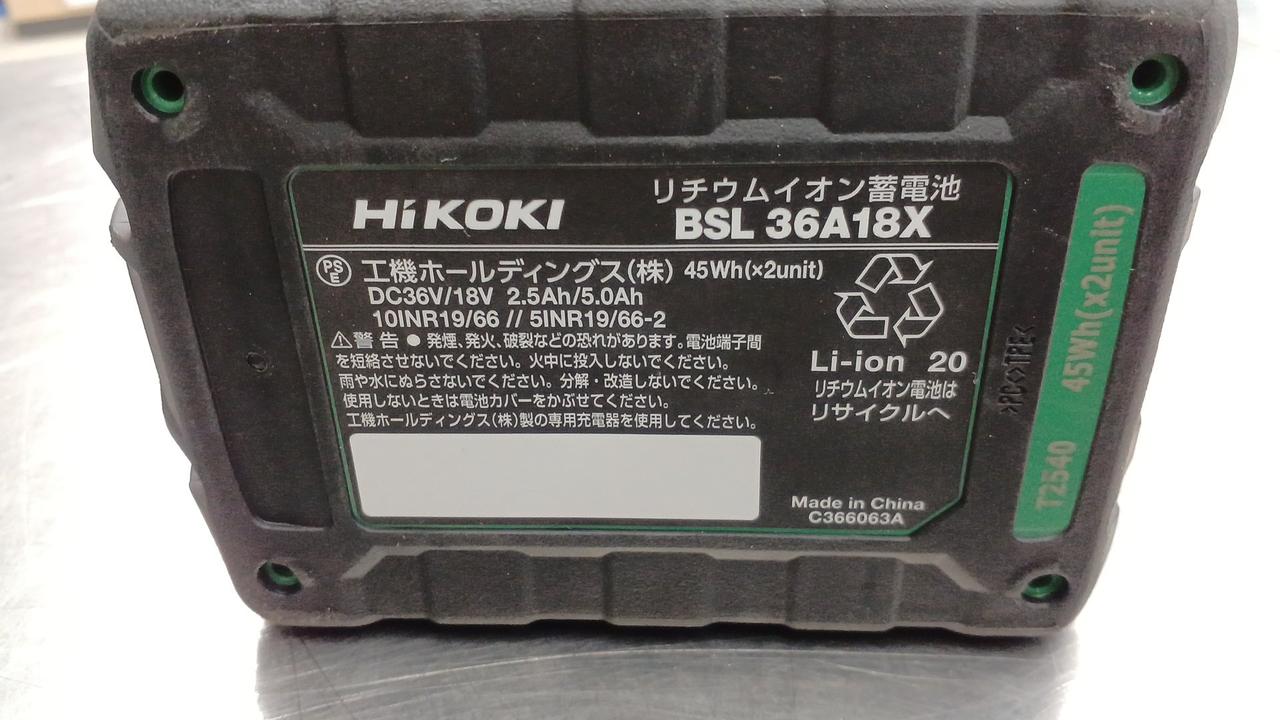 HiKOKI
リチウムイオン蓄電池
BSL 36A18X
PS
E
工機ホールディングス(株) 45Wh(×2unit)
DC36V/18V 2.5Ah/5.0Ah
10INR19/66 // 5INR19/66-2
⚠警告 ● 発煙、発火、破裂などの恐れがあります。電池端子間
を短絡させないでください。火中に投入しないでください。
雨や水にぬらさないでください。分解・改造しないでください。
使用しないときは電池カバーをかぶせてください。
工機ホールディングス(株)製の専用充電器を使用してください。
Li-ion 20
リチウムイオン電池は
リサイクルへ
Made in China
C366063A
>PC<>TPE<
T2540 45Wh(x2unit)